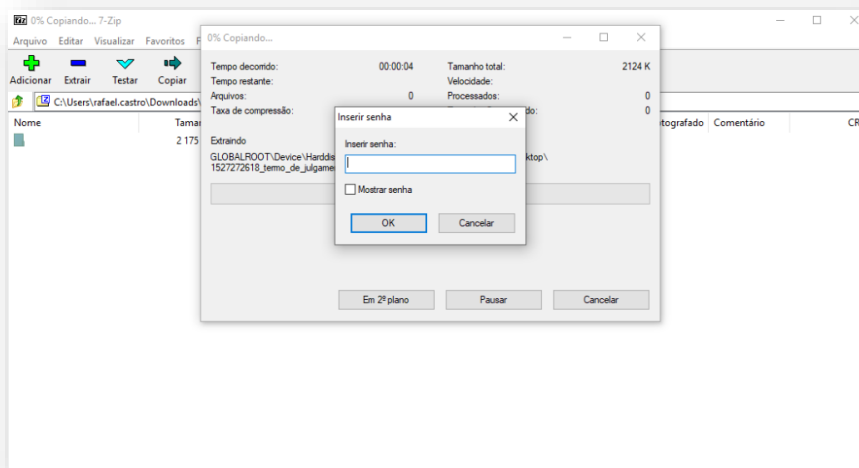 0% Copiando... 7-Zip
Arquivo Editar Visualizar Favoritos
Adicionar Extrair Testar Copiar
C:\Users\rafael.castro\Downloads\
Nome Tamar
tografado Comentário CR
2 175
0% Copiando...
Tempo decorrido: 00:00:04 Tamanho total: 2124 K
Tempo restante: Velocidade:
Arquivos: 0 Processados: 0
Taxa de compressão: do: 0
Extraindo
GLOBALROOT\Device\Harddis ktop\
1527272618_termo_de_julgame
Inserir senha
Inserir senha:
Mostrar senha
OK Cancelar
Em 2º plano Pausar Cancelar